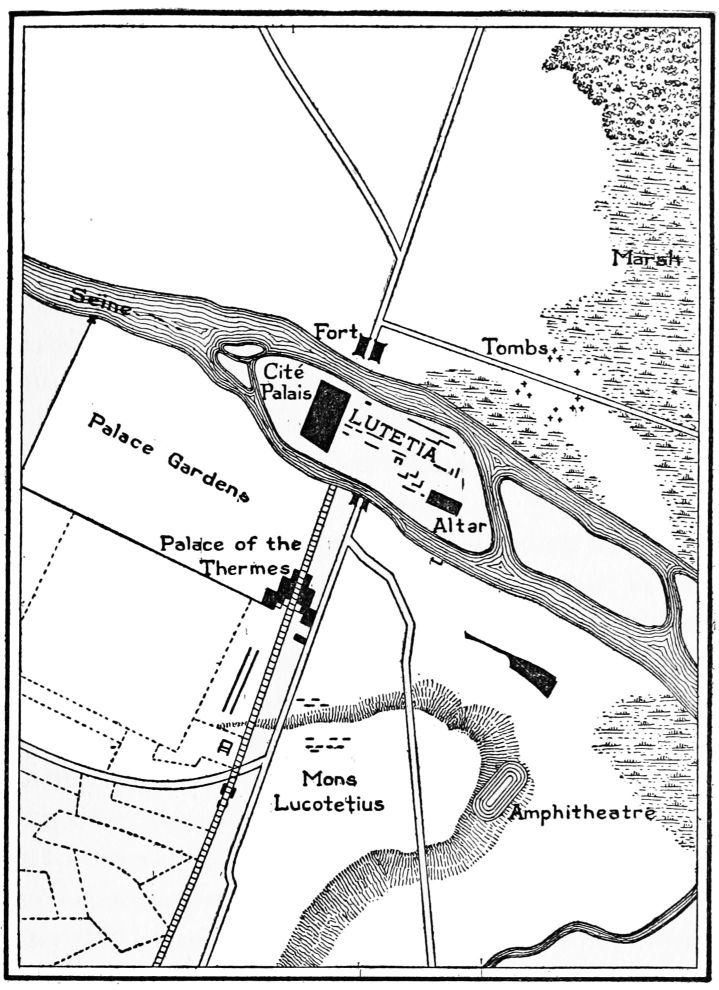 Marsh
Seine
Fort
Tombs
Cité
Palais
LUTETIA
Palace Gardens
Altar
Palace of the
Thermes
Mons
Lucotetius
Amphitheatre